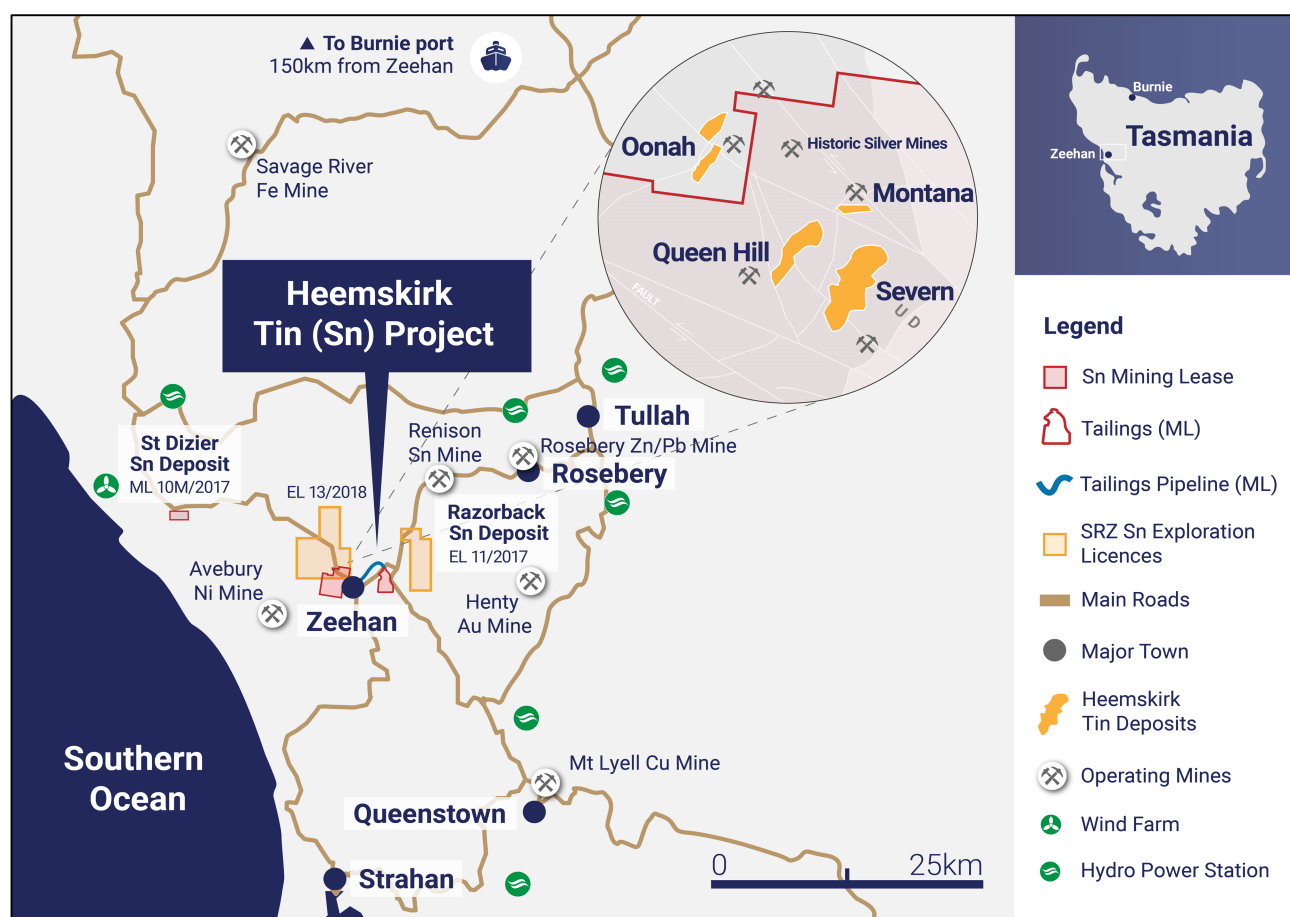 ▲ To Burnie port
150km from Zeehan
Savage River
Fe Mine
Heemskirk
Tin (Sn) Project
Oonah
Historic Silver Mines
Montana
Queen Hill
Severn
FAULT
U D
Burnie
Tasmania
Zeehan
Tullah
Renison
Sn Mine
Rosebery Zn/Pb Mine
Rosebery
St Dizier
Sn Deposit
ML 10M/2017
EL 13/2018
Razorback
Sn Deposit
EL 11/2017
Avebury
Ni Mine
Henty
Au Mine
Zeehan
Southern
Ocean
Mt Lyell Cu Mine
Queenstown
Strahan
0 25km
Legend
Sn Mining Lease
Tailings (ML)
Tailings Pipeline (ML)
SRZ Sn Exploration
Licences
Main Roads
Major Town
Heemskirk
Tin Deposits
Operating Mines
Wind Farm
Hydro Power Station